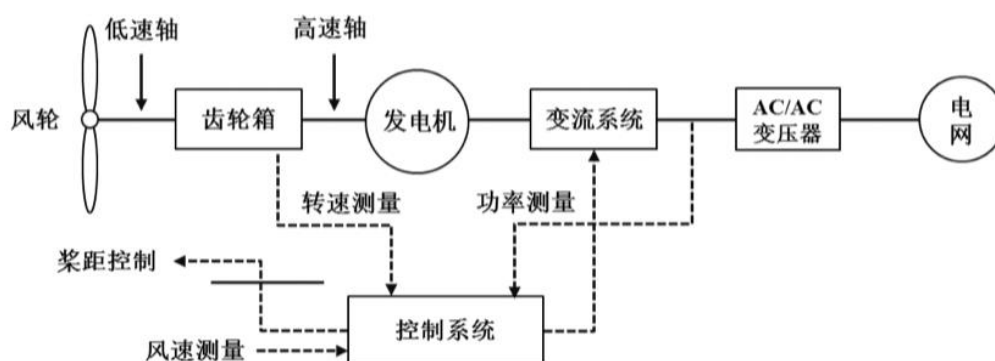 低速轴
高速轴
风轮
齿轮箱
发电机
变流系统
AC/AC
变压器
电
网
转速测量
功率测量
桨距控制
控制系统
风速测量